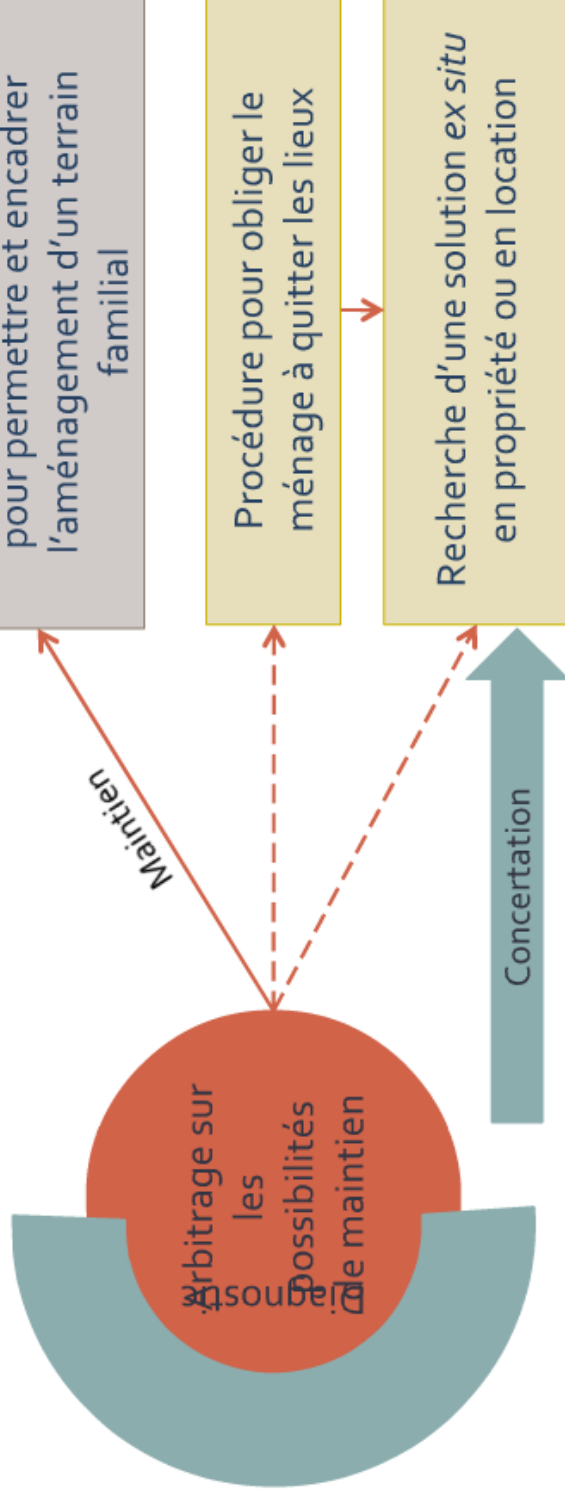 pour permettre et encadrer
l'aménagement d'un terrain
familial
Maintien
Procédure pour obliger le
ménage à quitter les lieux
Recherche d'une solution ex situ
en propriété ou en location
Arbitrage sur
les
possibilités
de maintien
Diagnostic
Concertation